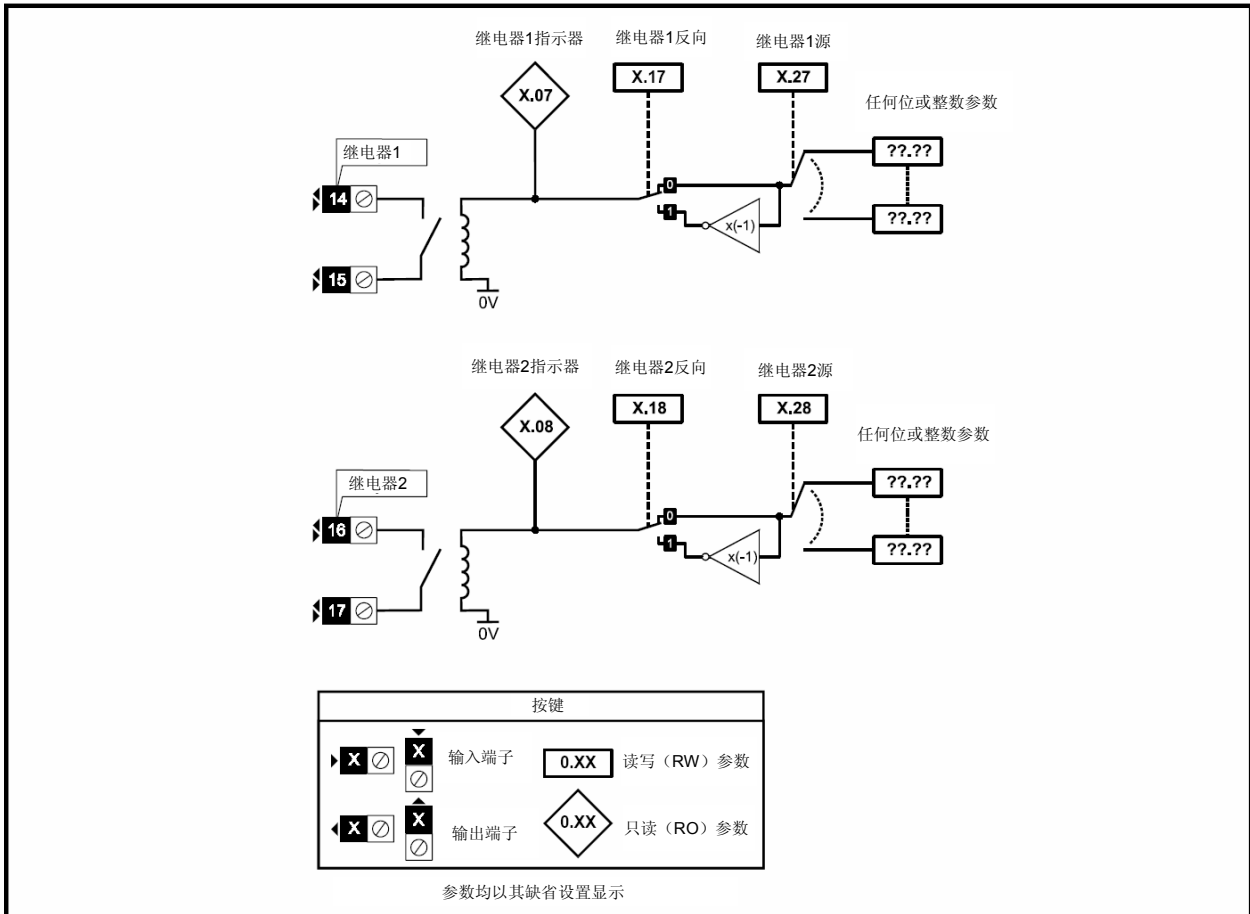 继电器1指示器 继电器1反向 继电器1源
X.07 X.17 X.27
任何位或整数参数
继电器1
??.??
14
0
1
x(-1)
??.??
15
0V
继电器2指示器 继电器2反向 继电器2源
X.08 X.18 X.28
任何位或整数参数
继电器2
??.??
16
0
1
x(-1)
??.??
17
0V
按键
X X 输入端子 0.XX 读写（RW）参数
X X 输出端子 0.XX 只读（RO）参数
参数均以其缺省设置显示